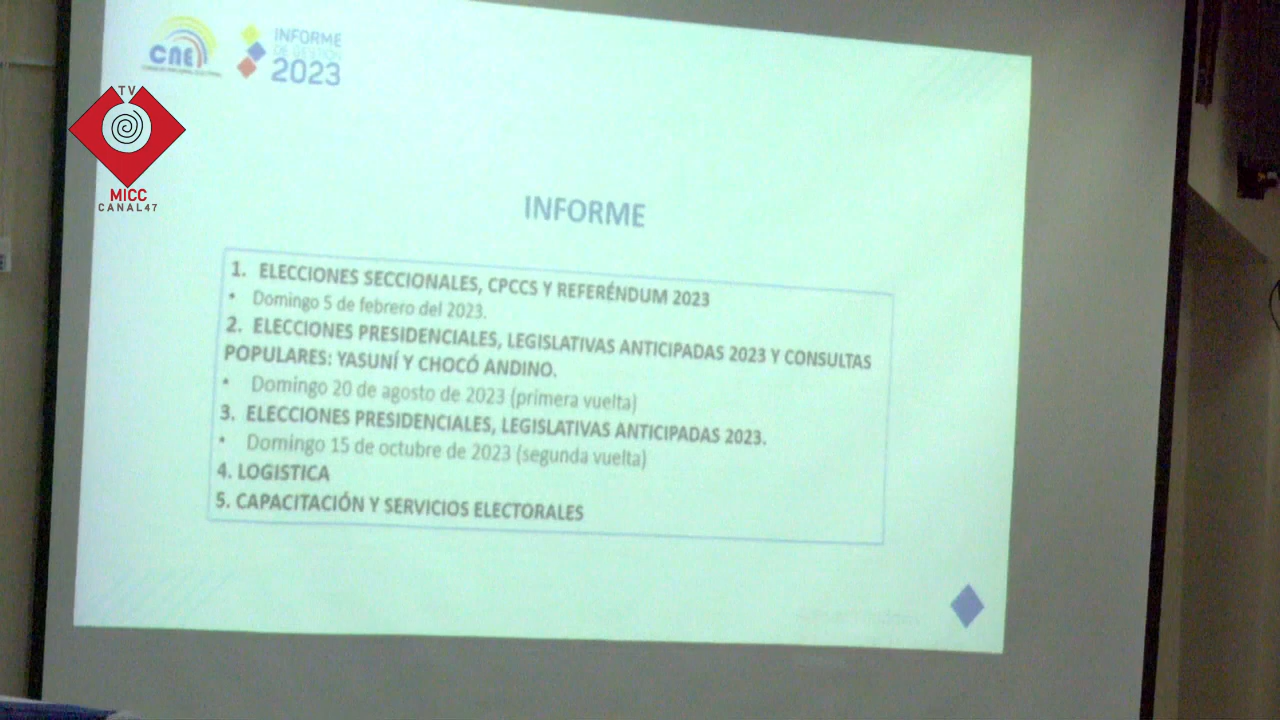 CNE
INFORME
DE GESTIÓN
2023
TV
MICC
CANAL47
INFORME
1. ELECCIONES SECCIONALES, CPCCS Y REFERÉNDUM 2023
• Domingo 5 de febrero del 2023.
2. ELECCIONES PRESIDENCIALES, LEGISLATIVAS ANTICIPADAS 2023 Y CONSULTAS
POPULARES: YASUNÍ Y CHOCÓ ANDINO.
• Domingo 20 de agosto de 2023 (primera vuelta)
3. ELECCIONES PRESIDENCIALES, LEGISLATIVAS ANTICIPADAS 2023.
• Domingo 15 de octubre de 2023 (segunda vuelta)
4. LOGISTICA
5. CAPACITACIÓN Y SERVICIOS ELECTORALES